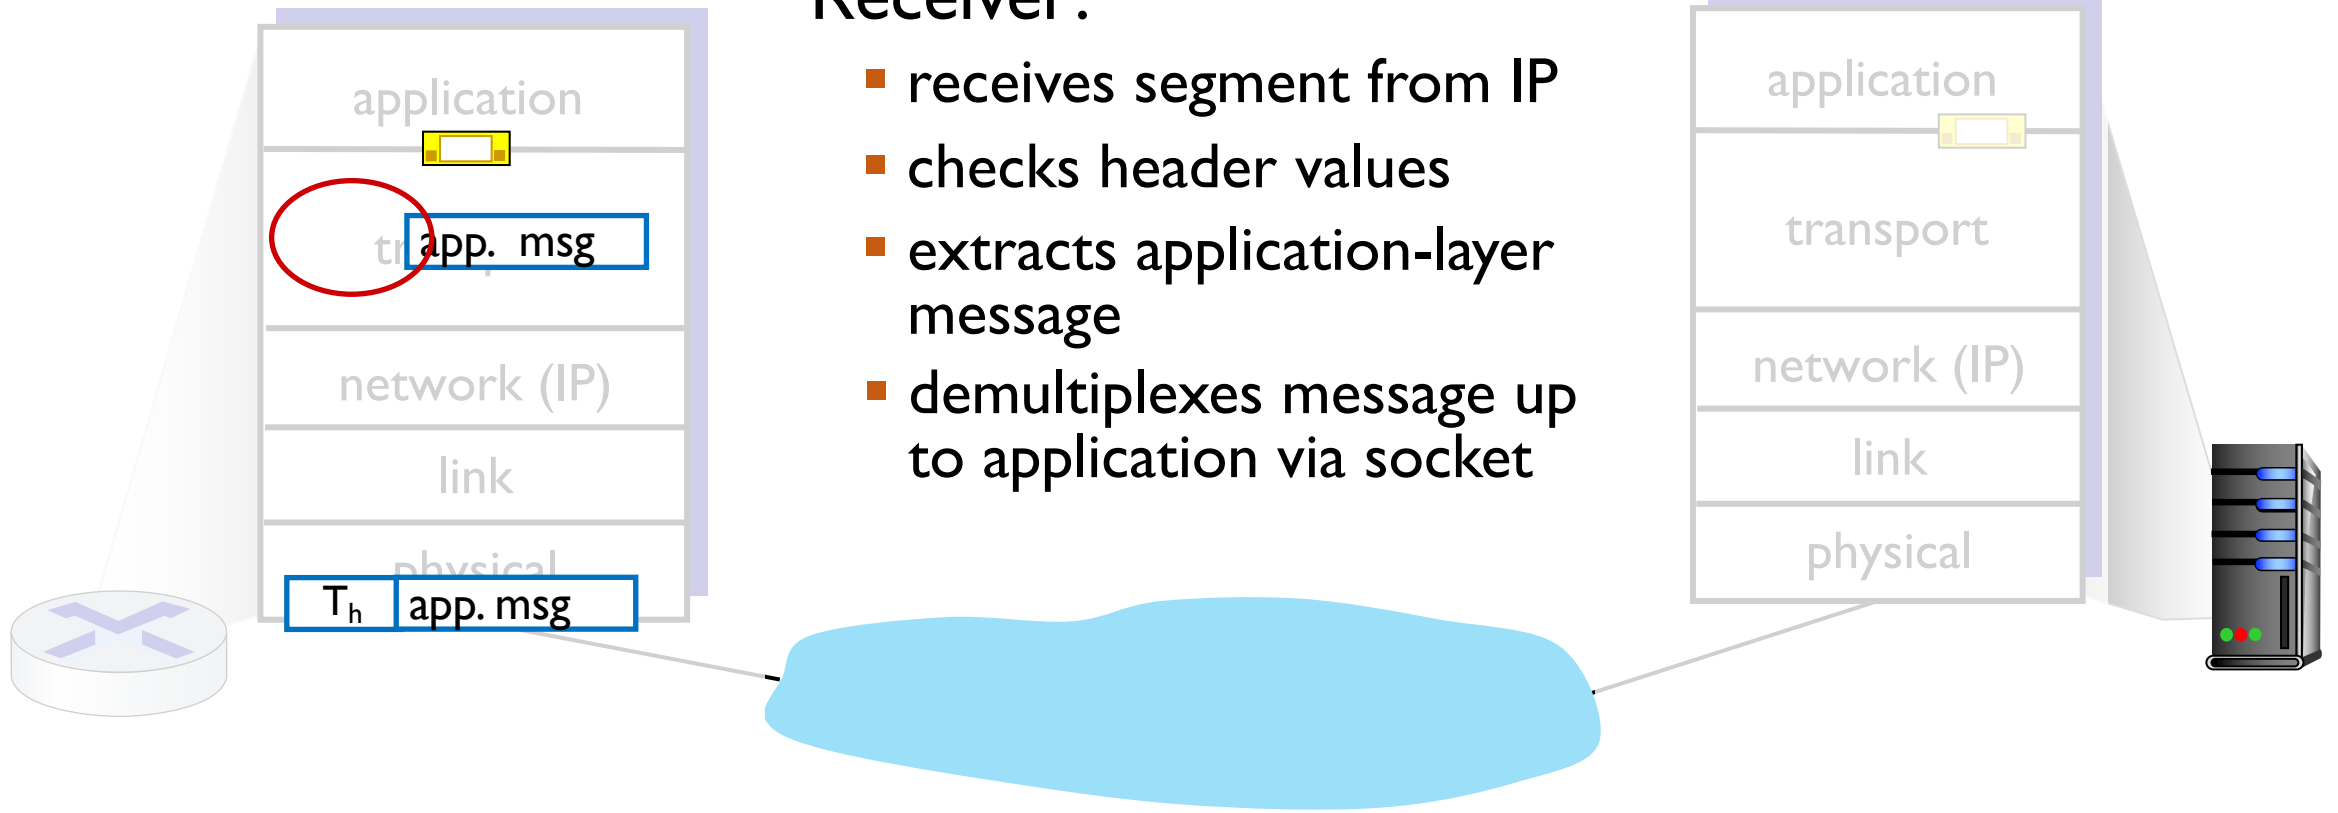 Receiver:
receives segment from IP
checks header values
extracts application-layer
message
demultiplexes message up
to application via socket
application
app. msg
network (IP)
link
physical
Th app. msg
application
transport
network (IP)
link
physical